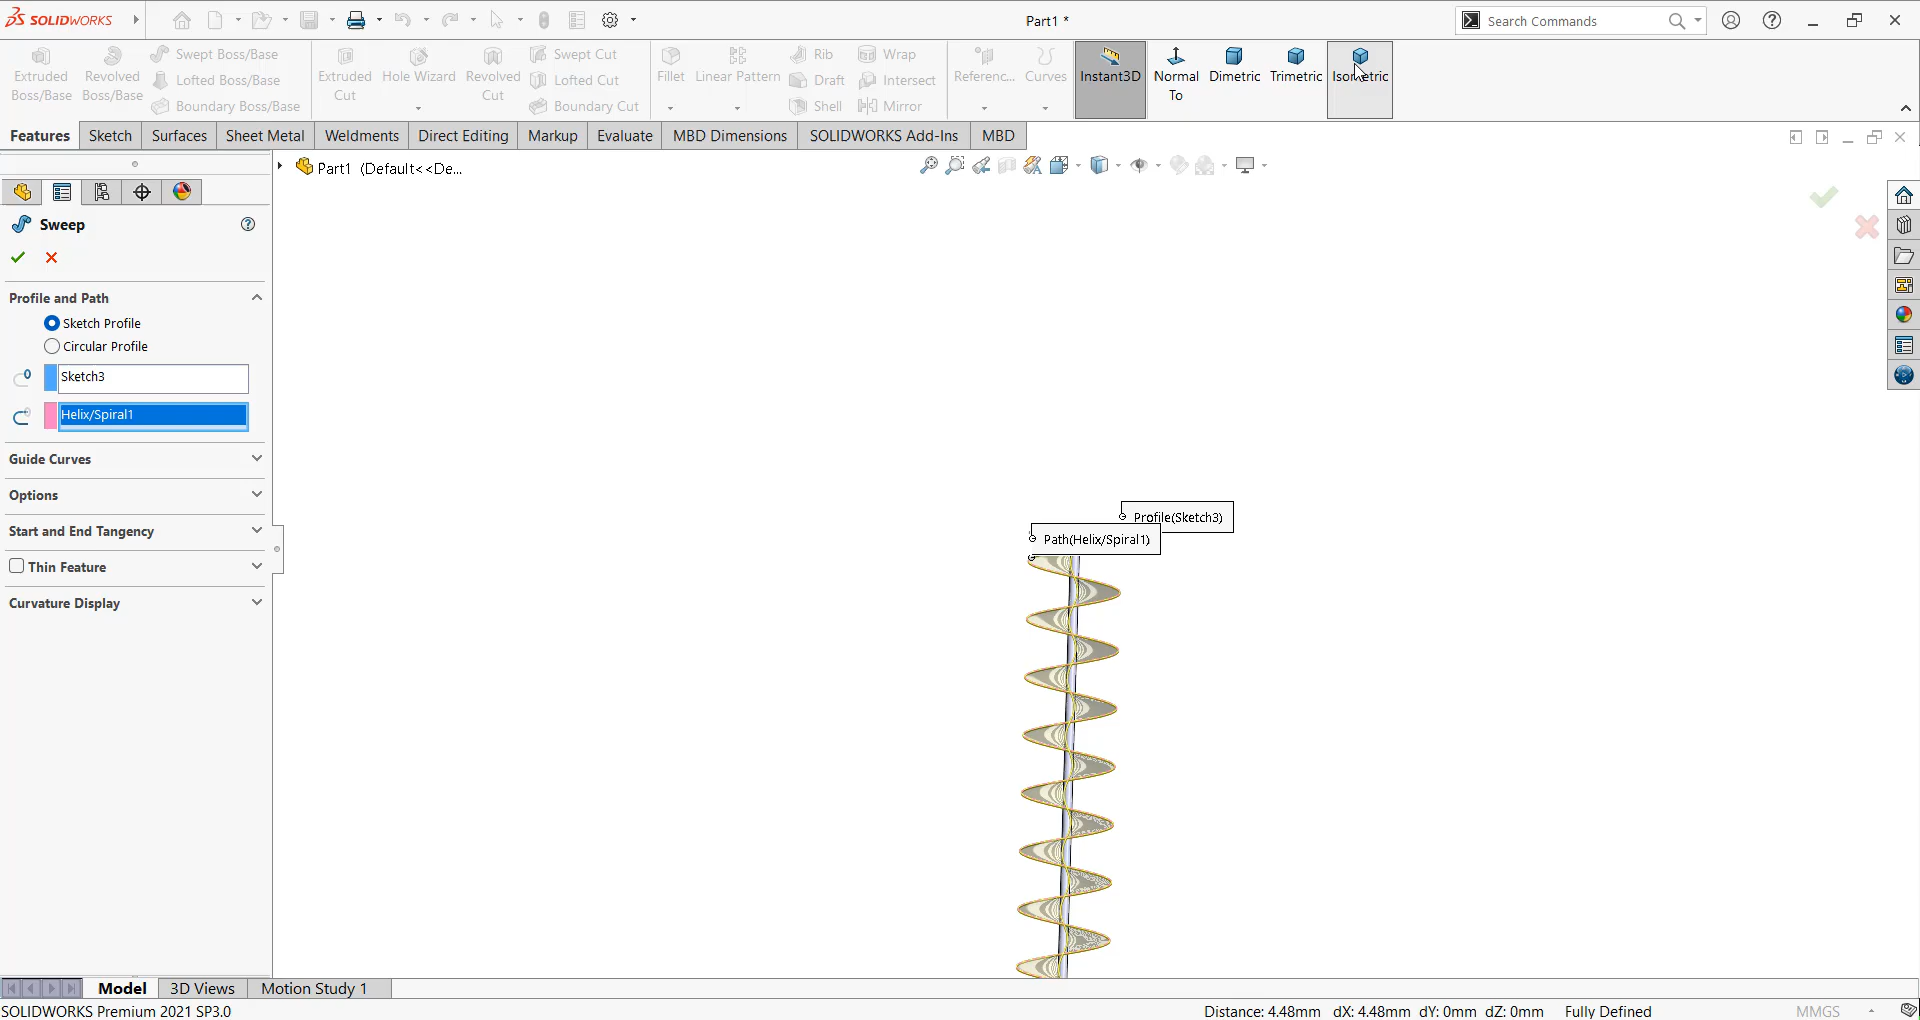 SOLIDWORKS
Part1 *
Search Commands
Extruded Boss/Base
Revolved Boss/Base
Swept Boss/Base
Lofted Boss/Base
Boundary Boss/Base
Extruded Cut
Hole Wizard
Revolved Cut
Swept Cut
Lofted Cut
Boundary Cut
Fillet
Linear Pattern
Rib
Draft
Shell
Wrap
Intersect
Mirror
Referenc...
Curves
Instant3D
Normal To
Dimetric
Trimetric
Isometric
Features
Sketch
Surfaces
Sheet Metal
Weldments
Direct Editing
Markup
Evaluate
MBD Dimensions
SOLIDWORKS Add-Ins
MBD
Part1 (Default<<De...
Sweep
Profile and Path
Sketch Profile
Circular Profile
Sketch3
Helix/Spiral1
Guide Curves
Options
Start and End Tangency
Thin Feature
Curvature Display
Profile(Sketch3)
Path(Helix/Spiral1)
Model
3D Views
Motion Study 1
SOLIDWORKS Premium 2021 SP3.0
Distance: 4.48mm dX: 4.48mm dY: 0mm dZ: 0mm
Fully Defined
MMGS